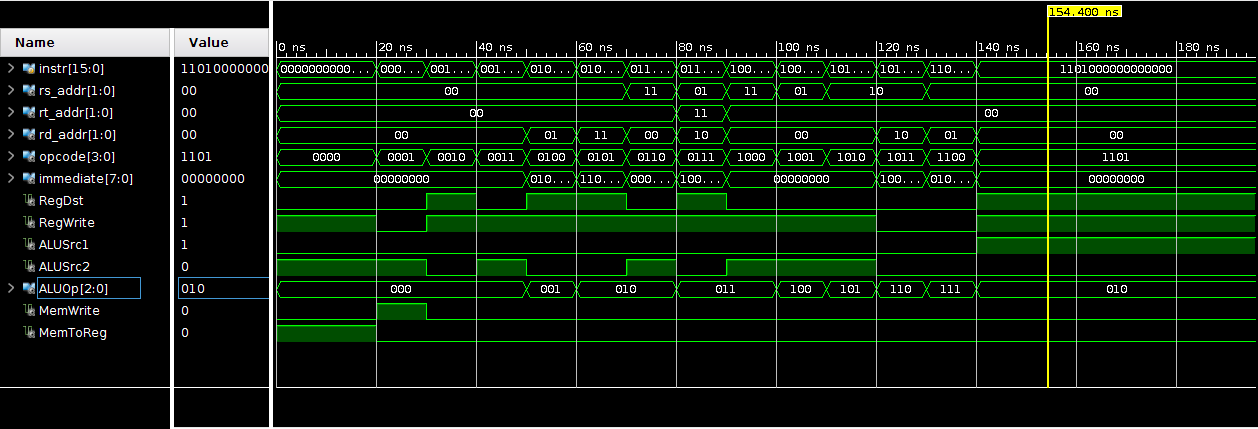 154.400 ns
Name Value 0 ns 20 ns 40 ns 60 ns 80 ns 100 ns 120 ns 140 ns 160 ns 180 ns
instr[15:0] 11010000000 0000000000... 000... 001... 001... 010... 010... 011... 011... 100... 100... 101... 101... 110... 1101000000000000
rs_addr[1:0] 00 00 11 01 11 01 10 00
rt_addr[1:0] 00 00 11 00
rd_addr[1:0] 00 00 01 11 00 10 00 10 01 00
opcode[3:0] 1101 0000 0001 0010 0011 0100 0101 0110 0111 1000 1001 1010 1011 1100 1101
immediate[7:0] 00000000 00000000 010... 110... 000... 100... 00000000 100... 010... 00000000
RegDst 1
RegWrite 1
ALUSrc1 1
ALUSrc2 0
ALUOp[2:0] 010 000 001 010 011 100 101 110 111 010
MemWrite 0
MemToReg 0